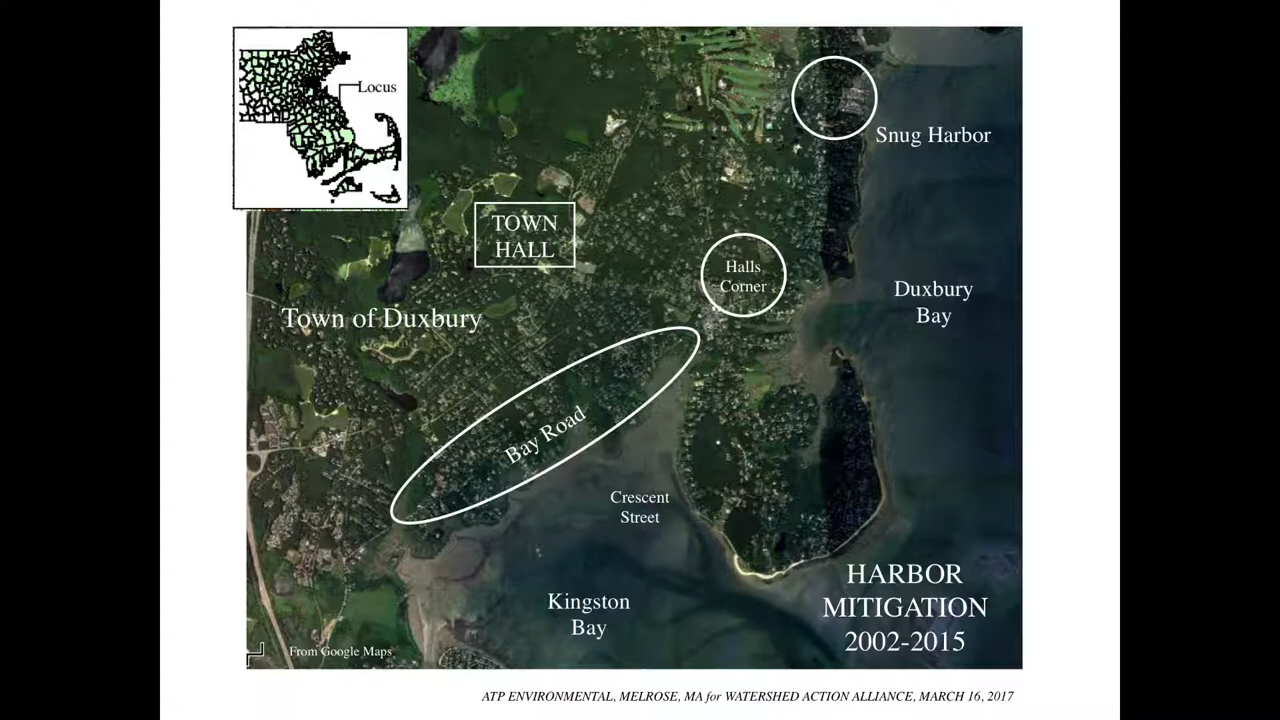 Locus
Snug Harbor
TOWN
HALL
Halls
Corner
Duxbury
Bay
Town of Duxbury
Bay Road
Crescent
Street
Kingston
Bay
HARBOR
MITIGATION
2002-2015
From Google Maps
ATP ENVIRONMENTAL, MELROSE, MA for WATERSHED ACTION ALLIANCE, MARCH 16, 2017